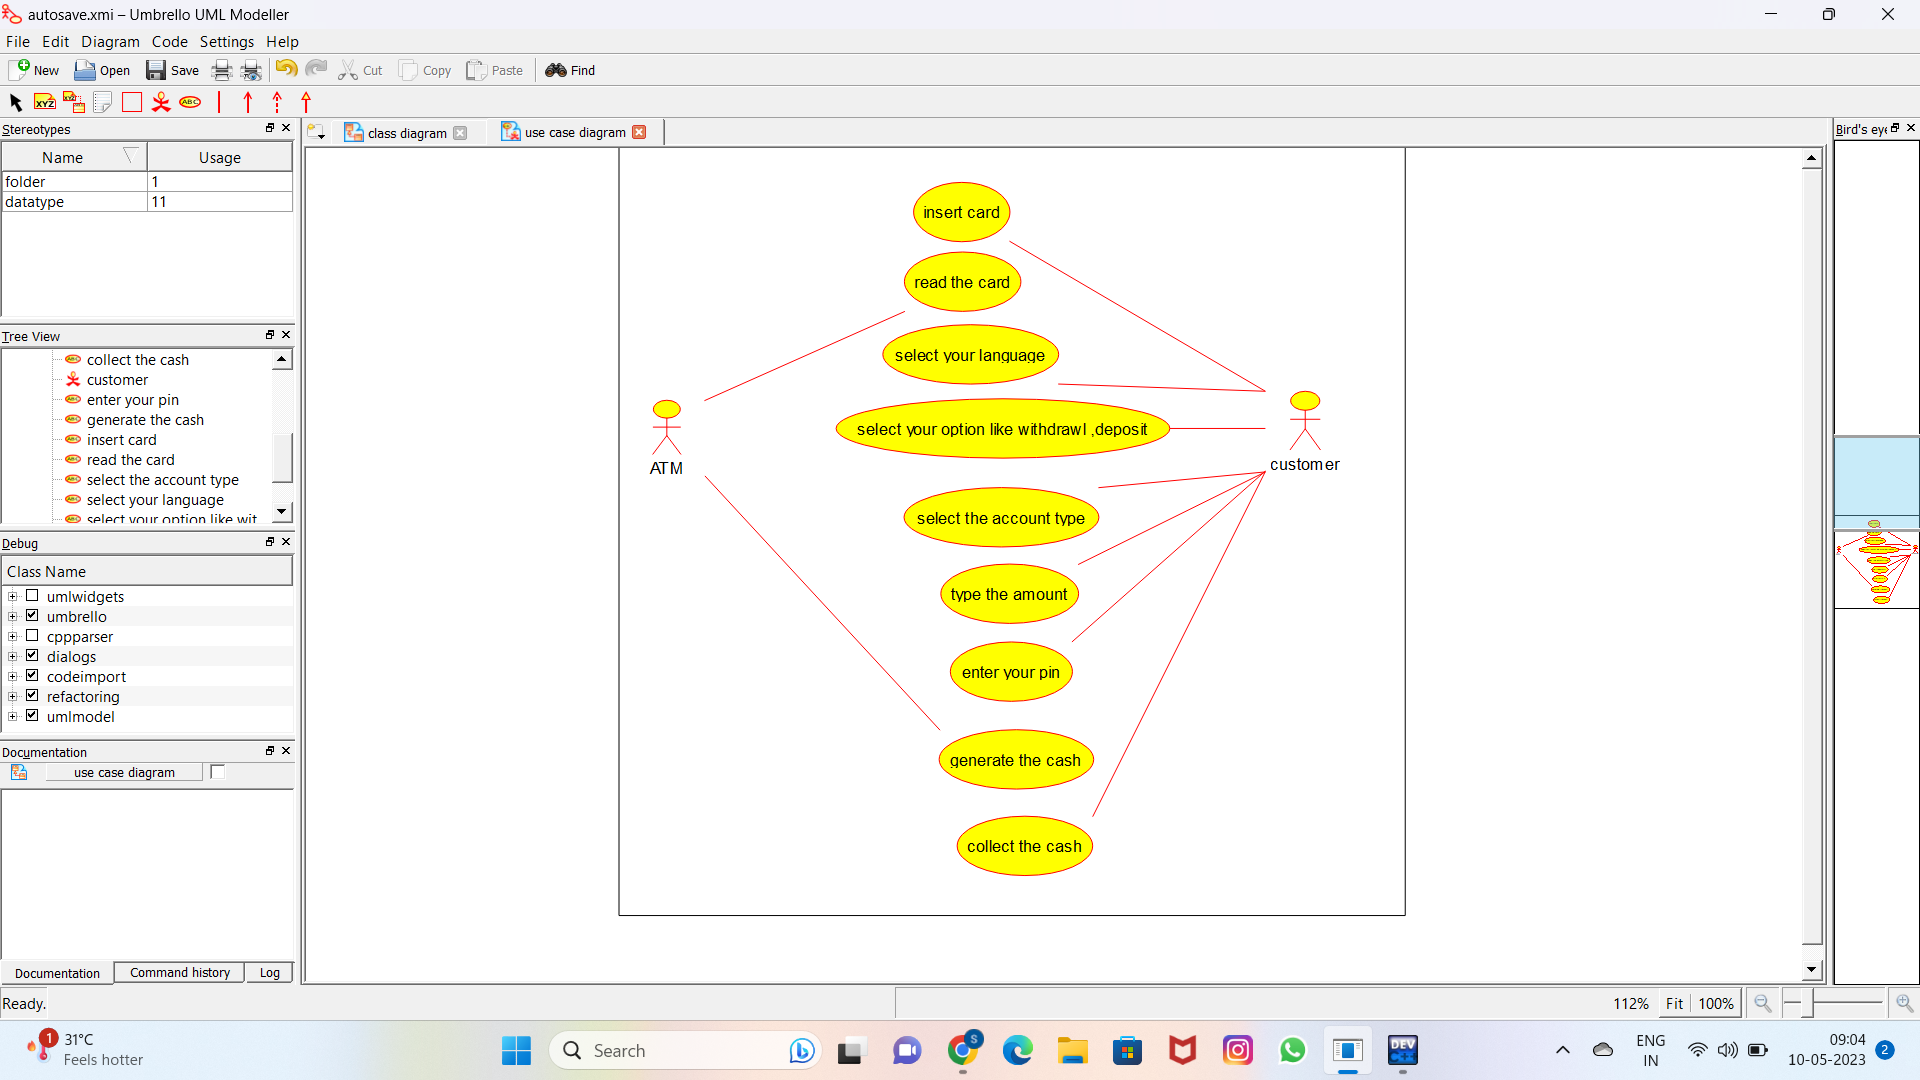 autosave.xmi – Umbrello UML Modeller
File Edit Diagram Code Settings Help
New Open Save Cut Copy Paste Find
XYZ XYZ ABC
Stereotypes
Name Usage
folder 1
datatype 11
Tree View
collect the cash
customer
enter your pin
generate the cash
insert card
read the card
select the account type
select your language
select your option like wit
Debug
Class Name
umlwidgets
umbrello
cppparser
dialogs
codeimport
refactoring
umlmodel
Documentation
use case diagram
Documentation Command history Log
Ready.
class diagram use case diagram
insert card
read the card
select your language
select your option like withdrawl ,deposit
select the account type
type the amount
enter your pin
generate the cash
collect the cash
ATM
customer
Bird's eye
112% Fit 100%
1 31°C
Feels hotter
Search
S
DEV
C++
ENG
IN
09:04
10-05-2023
2